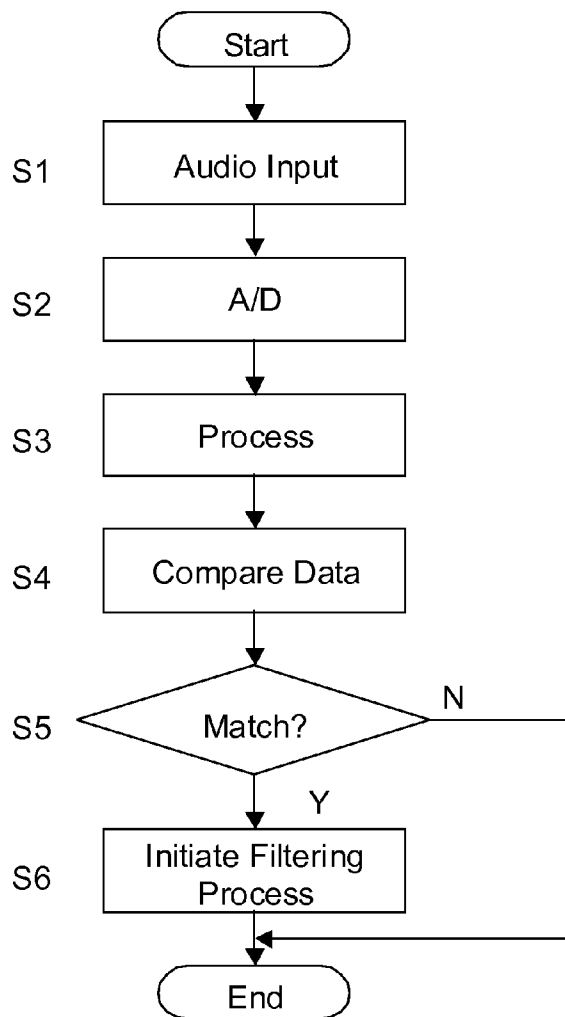 Start
S1
Audio Input
S2
A/D
S3
Process
S4
Compare Data
S5
Match?
N
Y
S6
Initiate Filtering
Process
End